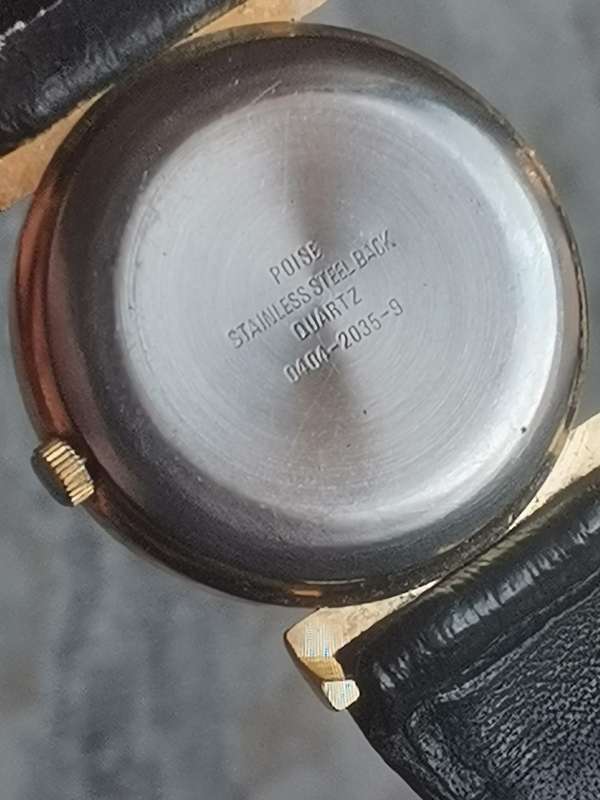 POISE
STAINLESS STEEL BACK
QUARTZ
0404-2035-9